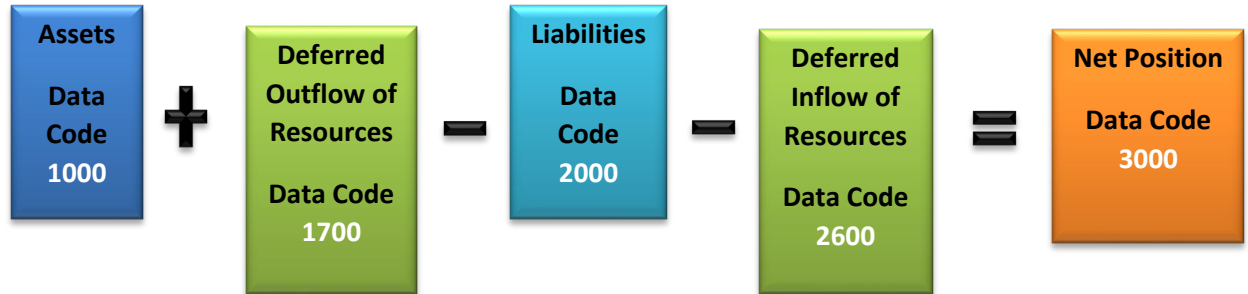 Assets
Data
Code
1000
+
Deferred
Outflow of
Resources
Data Code
1700
-
Liabilities
Data
Code
2000
-
Deferred
Inflow of
Resources
Data Code
2600
=
Net Position
Data Code
3000